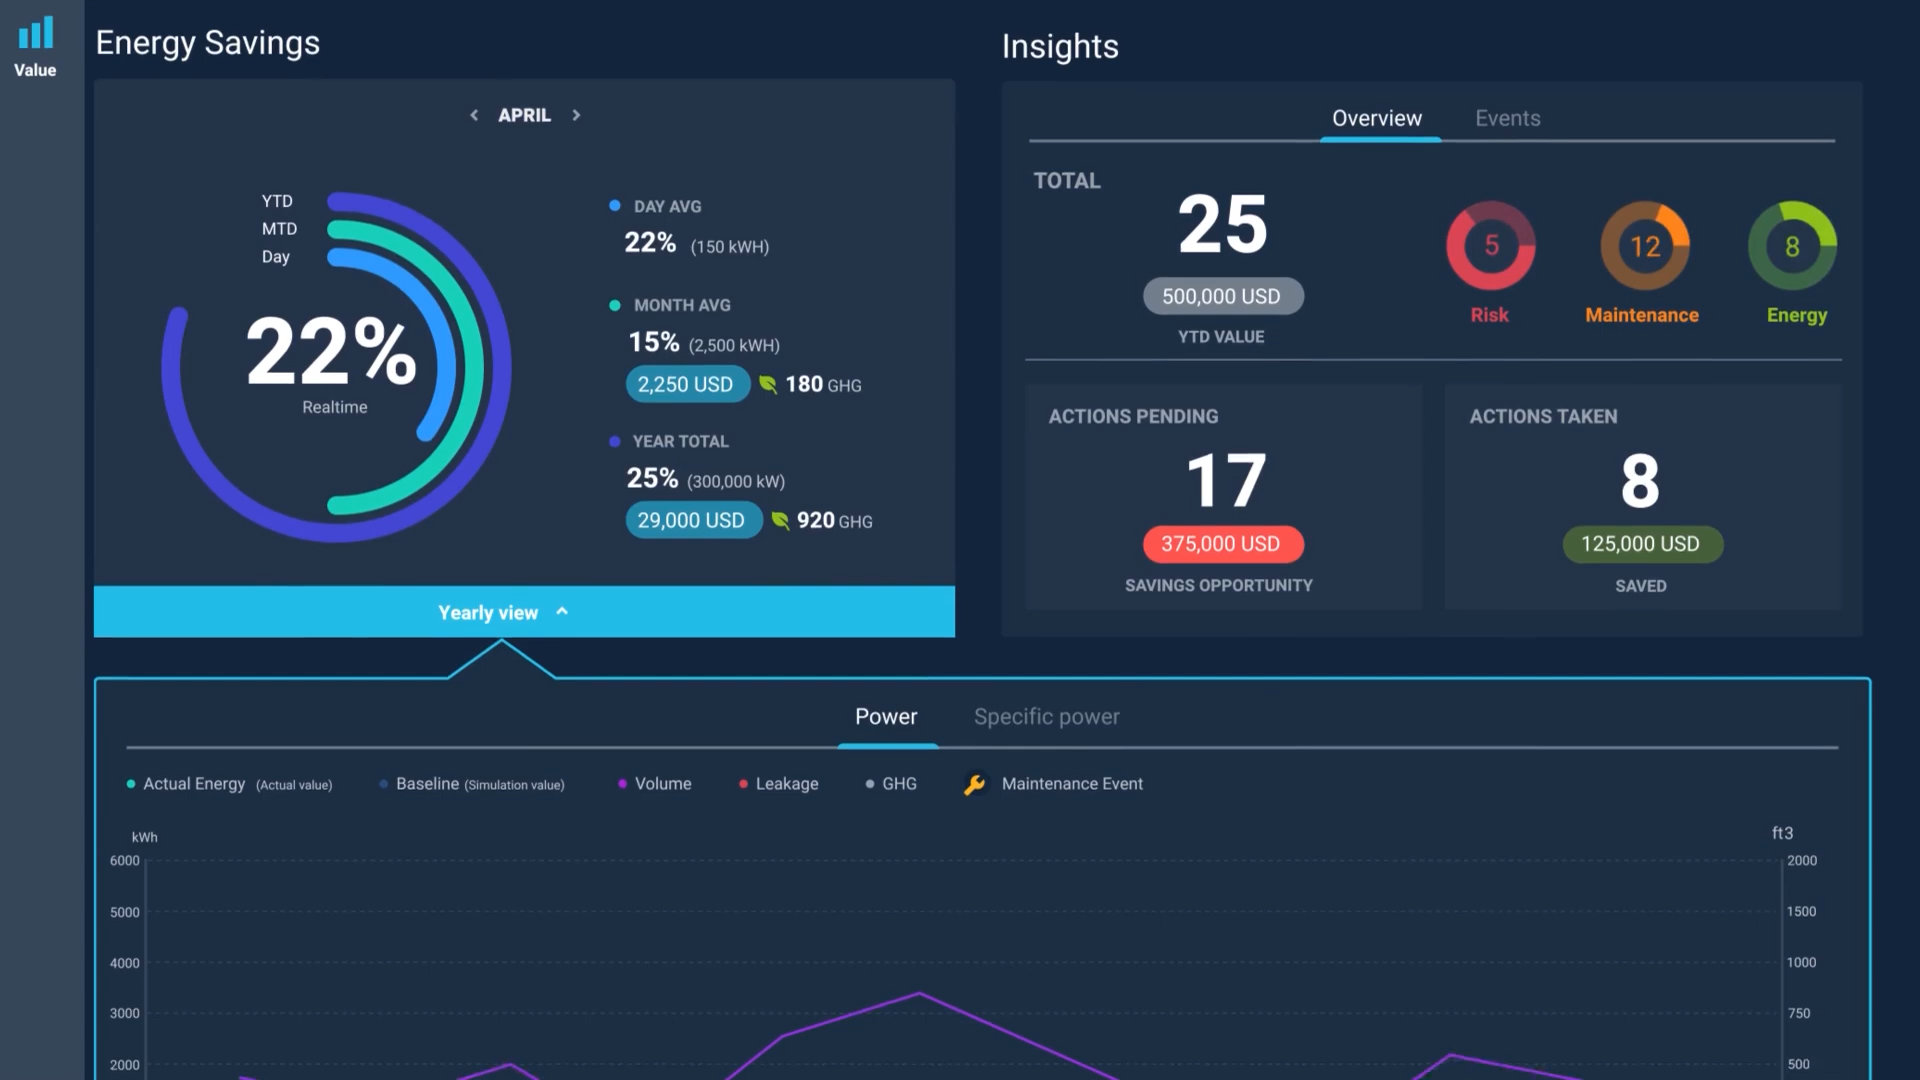 Value
Energy Savings
APRIL
YTD
MTD
Day
22%
Realtime
DAY AVG
22% (150 kWH)
MONTH AVG
15% (2,500 kWH)
2,250 USD 180 GHG
YEAR TOTAL
25% (300,000 kW)
29,000 USD 920 GHG
Yearly view
Insights
Overview Events
TOTAL
25
500,000 USD
YTD VALUE
5 12 8
Risk Maintenance Energy
ACTIONS PENDING
17
375,000 USD
SAVINGS OPPORTUNITY
ACTIONS TAKEN
8
125,000 USD
SAVED
Power Specific power
Actual Energy (Actual value) Baseline (Simulation value) Volume Leakage GHG Maintenance Event
kWh ft3
6000 2000
5000 1500
4000 1000
3000 750
2000 500